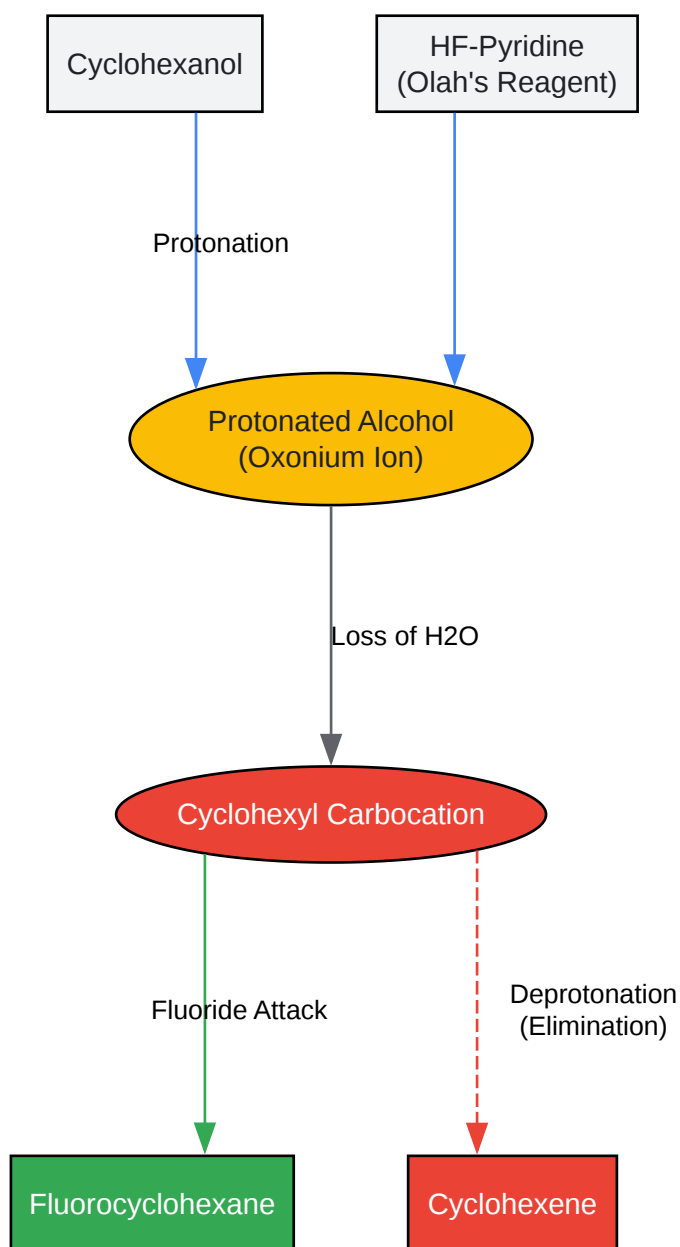 Cyclohexanol
HF-Pyridine
(Olah's Reagent)
Protonation
Protonated Alcohol
(Oxonium Ion)
Loss of H2O
Cyclohexyl Carbocation
Fluoride Attack
Deprotonation
(Elimination)
Fluorocyclohexane
Cyclohexene